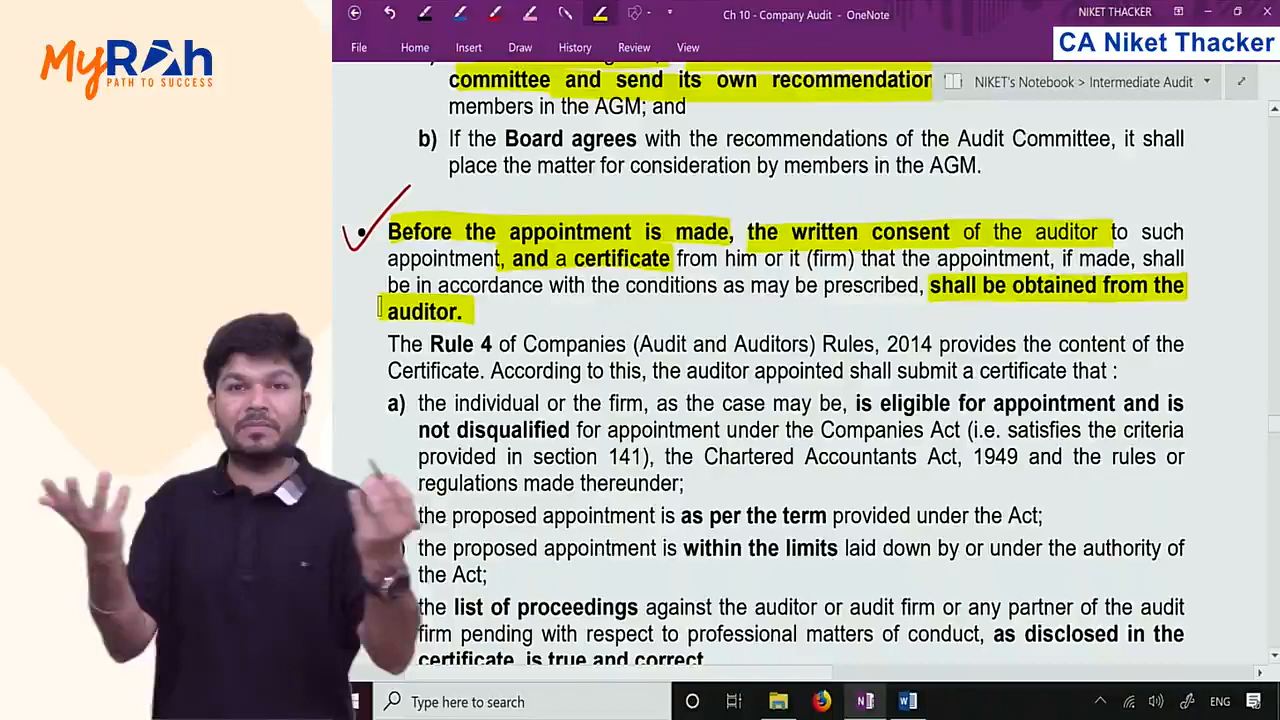 MyRAh
PATH TO SUCCESS
Ch 10 - Company Audit - OneNote
NIKET THACKER
CA Niket Thacker
File Home Insert Draw History Review View
committee and send its own recommendation
NIKET's Notebook > Intermediate Audit
members in the AGM; and
b) If the Board agrees with the recommendations of the Audit Committee, it shall
place the matter for consideration by members in the AGM.
• Before the appointment is made, the written consent of the auditor to such
appointment, and a certificate from him or it (firm) that the appointment, if made, shall
be in accordance with the conditions as may be prescribed, shall be obtained from the
auditor.
The Rule 4 of Companies (Audit and Auditors) Rules, 2014 provides the content of the
Certificate. According to this, the auditor appointed shall submit a certificate that :
a) the individual or the firm, as the case may be, is eligible for appointment and is
not disqualified for appointment under the Companies Act (i.e. satisfies the criteria
provided in section 141), the Chartered Accountants Act, 1949 and the rules or
regulations made thereunder;
the proposed appointment is as per the term provided under the Act;
) the proposed appointment is within the limits laid down by or under the authority of
the Act;
the list of proceedings against the auditor or audit firm or any partner of the audit
firm pending with respect to professional matters of conduct, as disclosed in the
certificate, is true and correct
Type here to search
ENG